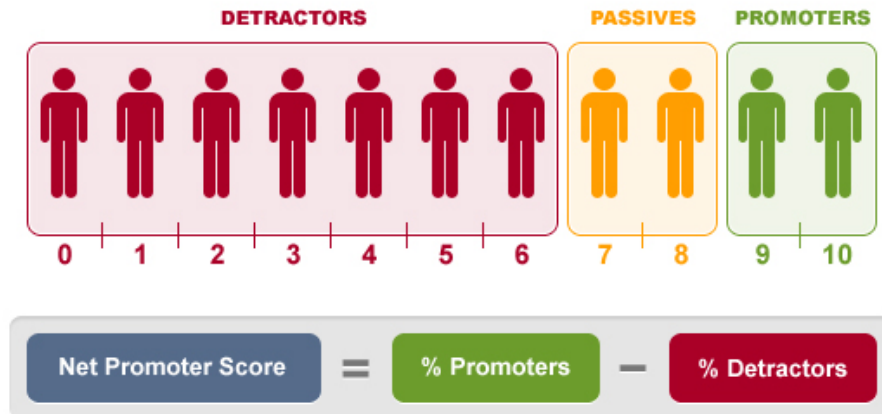 DETRACTORS PASSIVES PROMOTERS
0 1 2 3 4 5 6 7 8 9 10
Net Promoter Score = % Promoters − % Detractors